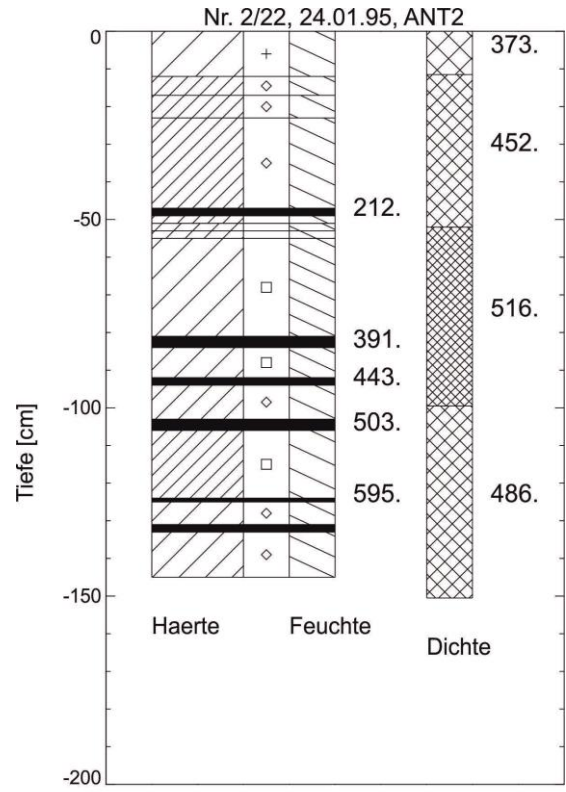 Nr. 2/22, 24.01.95, ANT2
0
373.
452.
-50
212.
516.
391.
443.
-100
503.
Tiefe [cm]
595.
486.
-150
Haerte
Feuchte
Dichte
-200